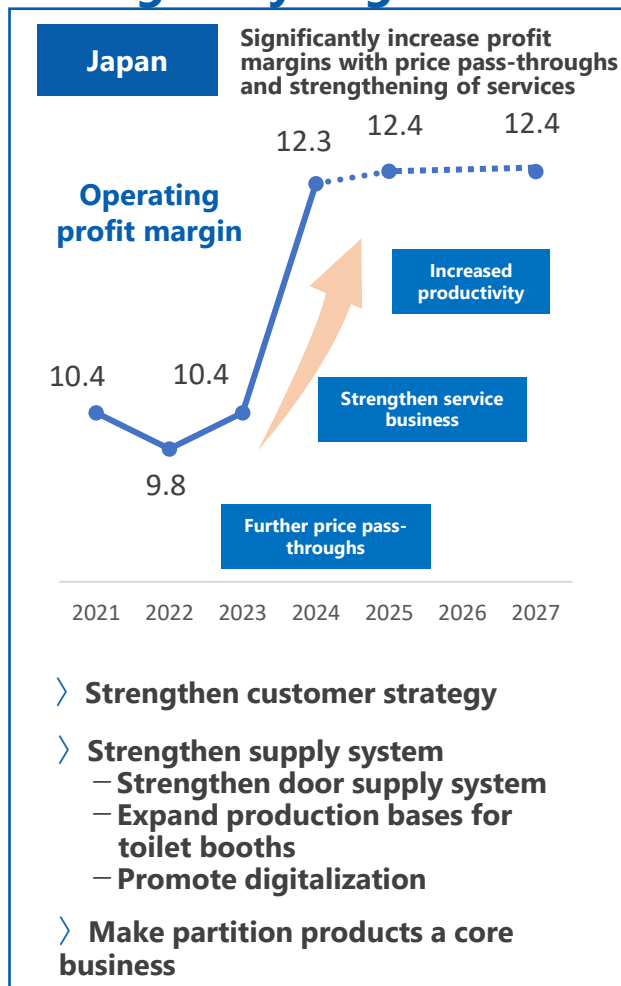 Japan
Significantly increase profit
margins with price pass-throughs
and strengthening of services
12.3
12.4
12.4
Operating
profit margin
Increased
productivity
10.4
10.4
Strengthen service
business
9.8
Further price pass-
throughs
2021 2022 2023 2024 2025 2026 2027
〉Strengthen customer strategy
〉Strengthen supply system
－Strengthen door supply system
－Expand production bases for
toilet booths
－Promote digitalization
〉Make partition products a core
business